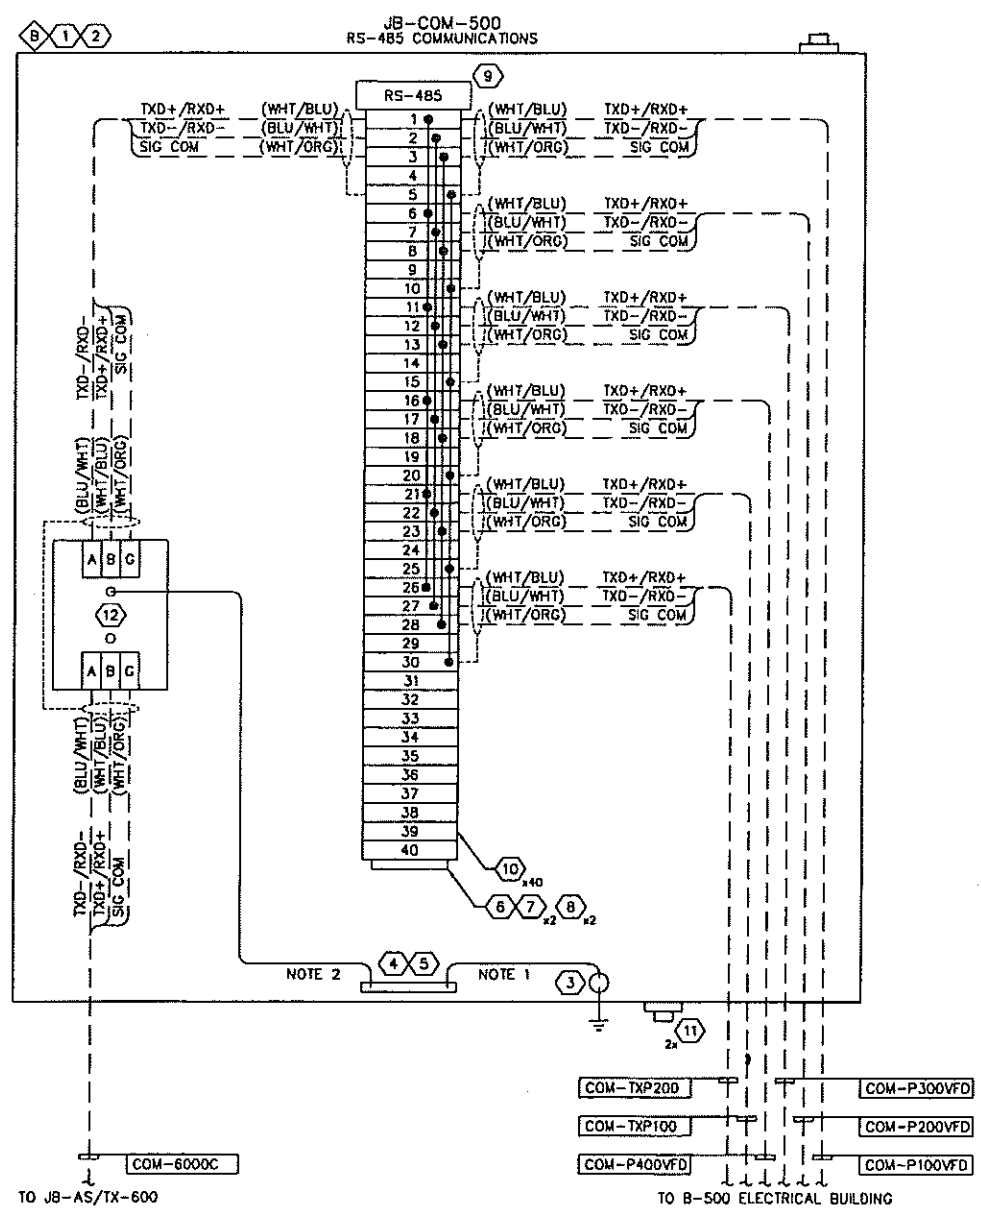 JB-COM-500
RS-485 COMMUNICATIONS
B 1 2
9
RS-485
TXD+/RXD+ (WHT/BLU) 1 (WHT/BLU) TXD+/RXD+
TXD-/RXD- (BLU/WHT) 2 (BLU/WHT) TXD-/RXD-
SIG COM (WHT/ORG) 3 (WHT/ORG) SIG COM
4
5
6 (WHT/BLU) TXD+/RXD+
7 (BLU/WHT) TXD-/RXD-
8 (WHT/ORG) SIG COM
9
10
11 (WHT/BLU) TXD+/RXD+
12 (BLU/WHT) TXD-/RXD-
13 (WHT/ORG) SIG COM
14
15
16 (WHT/BLU) TXD+/RXD+
17 (BLU/WHT) TXD-/RXD-
18 (WHT/ORG) SIG COM
19
20
21 (WHT/BLU) TXD+/RXD+
22 (BLU/WHT) TXD-/RXD-
23 (WHT/ORG) SIG COM
24
25
26 (WHT/BLU) TXD+/RXD+
27 (BLU/WHT) TXD-/RXD-
28 (WHT/ORG) SIG COM
29
30
31
32
33
34
35
36
37
38
39
40
10 x40
6 7 x2 8 x2
TXD-/RXD-
TXD+/RXD+
SIG COM
(BLU/WHT)
(WHT/BLU)
(WHT/ORG)
A B G
12
A B G
(BLU/WHT)
(WHT/BLU)
(WHT/ORG)
TXD-/RXD-
TXD+/RXD+
SIG COM
NOTE 2 4 5 NOTE 1 3
2x 11
COM-TXP200 COM-P300VFD
COM-TXP100 COM-P200VFD
COM-P400VFD COM-P100VFD
COM-6000C
TO JB-AS/TX-600
TO B-500 ELECTRICAL BUILDING